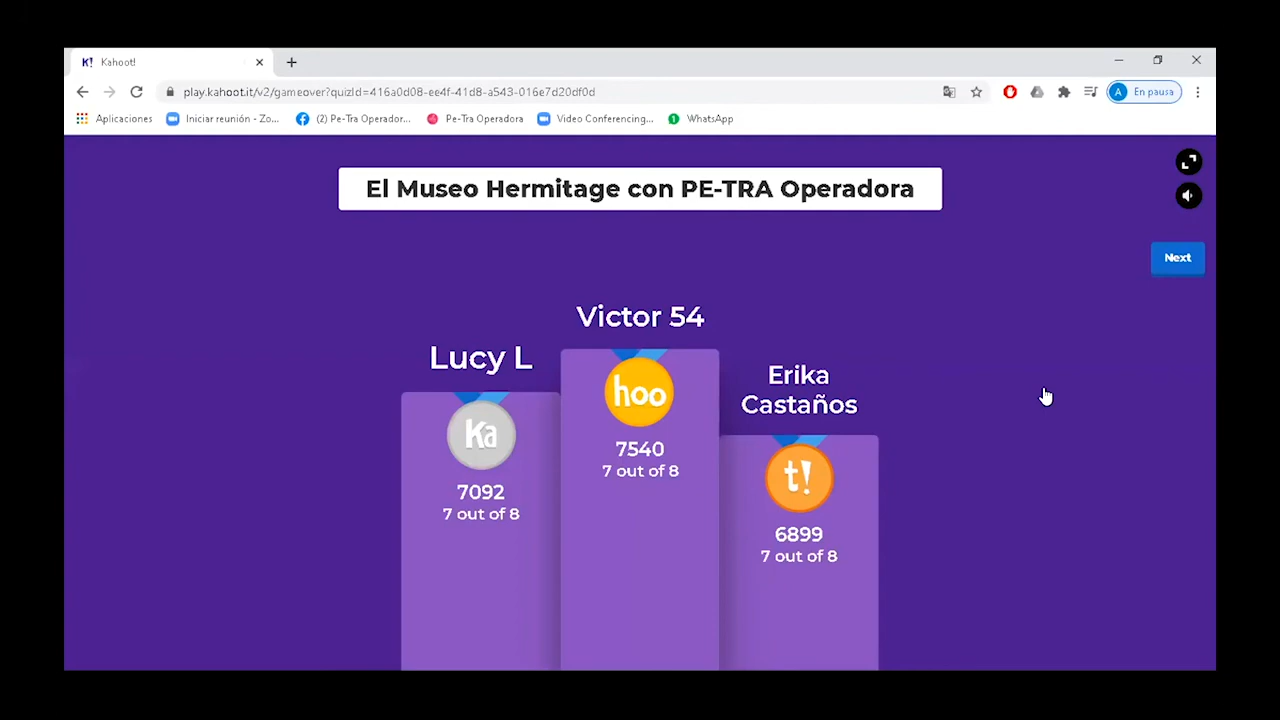 K! Kahoot!
play.kahoot.it/v2/gameover?quizId=416a0dd8-ee4f-41d8-a543-016e7d20df0d
A En pausa
Aplicaciones Iniciar reunión - Zo... (2) Pe-Tra Operador... Pe-Tra Operadora Video Conferencing... 1 WhatsApp
El Museo Hermitage con PE-TRA Operadora
Next
Victor 54
Lucy L
Erika
Castaños
hoo
Ka
7540
7 out of 8
t!
7092
7 out of 8
6899
7 out of 8